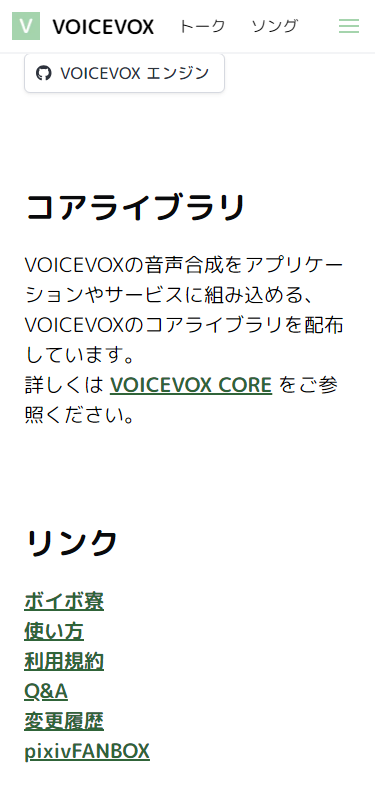 V VOICEVOX トーク ソング
VOICEVOX エンジン
コアライブラリ
VOICEVOXの音声合成をアプリケー
ションやサービスに組み込める、
VOICEVOXのコアライブラリを配布
しています。
詳しくは VOICEVOX CORE をご参
照ください。
リンク
ボイボ寮
使い方
利用規約
Q&A
変更履歴
pixivFANBOX